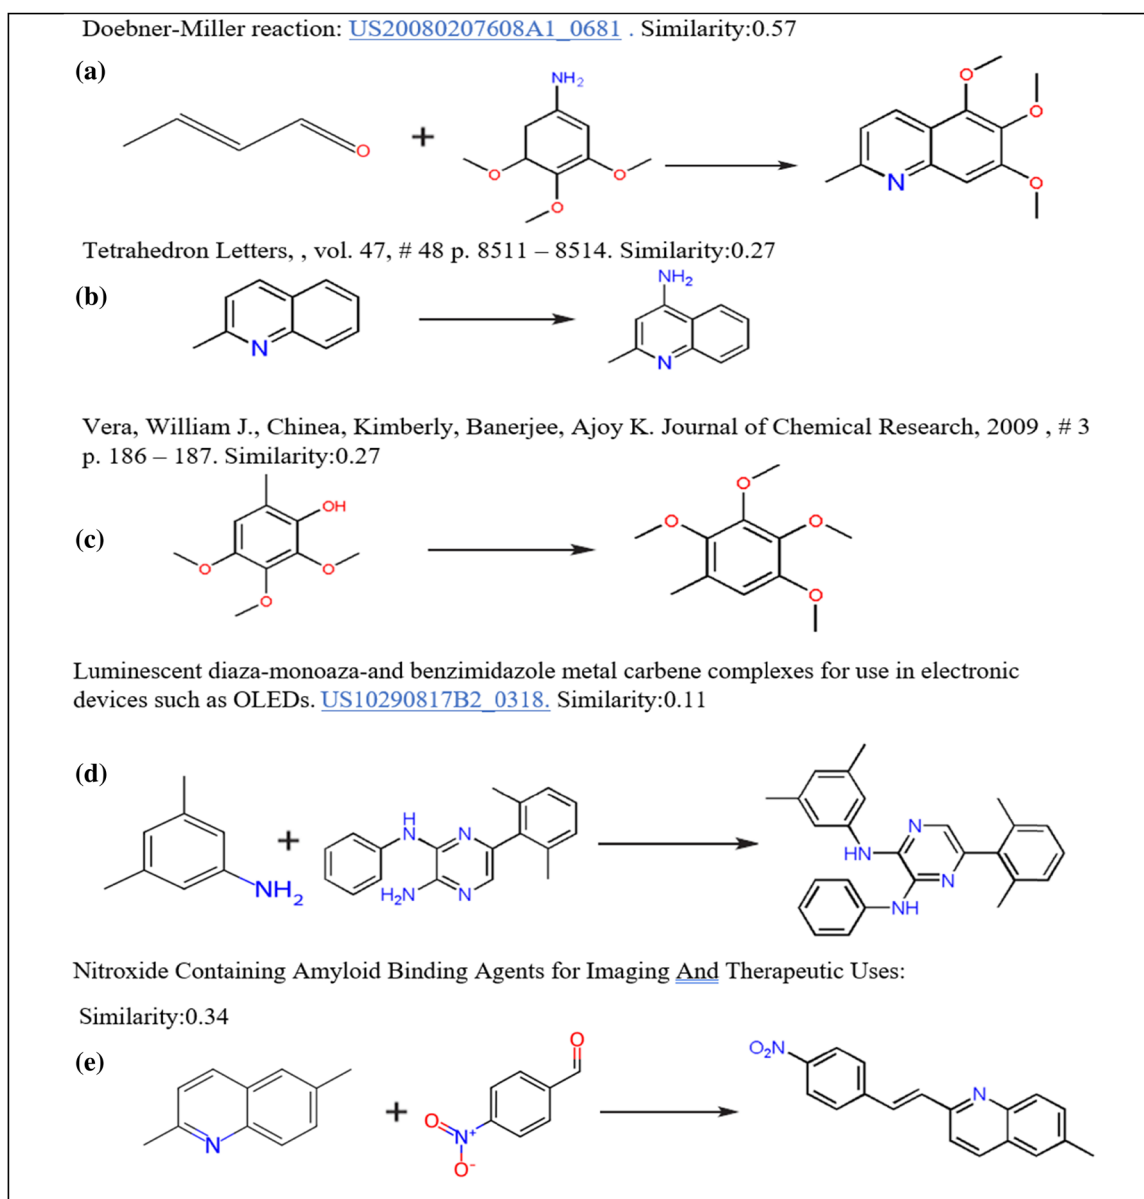 Doebner-Miller reaction: US20080207608A1_0681 . Similarity:0.57
(a)
NH2
O
+
O
O
O
O
O
O
N
Tetrahedron Letters, , vol. 47, # 48 p. 8511 – 8514. Similarity:0.27
(b)
NH2
N
N
Vera, William J., Chinea, Kimberly, Banerjee, Ajoy K. Journal of Chemical Research, 2009 , # 3
p. 186 – 187. Similarity:0.27
(c)
OH
O
O
O
O
O
O
O
Luminescent diaza-monoaza-and benzimidazole metal carbene complexes for use in electronic
devices such as OLEDs. US10290817B2_0318. Similarity:0.11
(d)
NH2
+
H
N
N
H2N
N
N
HN
N
NH
Nitroxide Containing Amyloid Binding Agents for Imaging And Therapeutic Uses:
Similarity:0.34
(e)
N
+
O
O
N+
O-
O2N
N